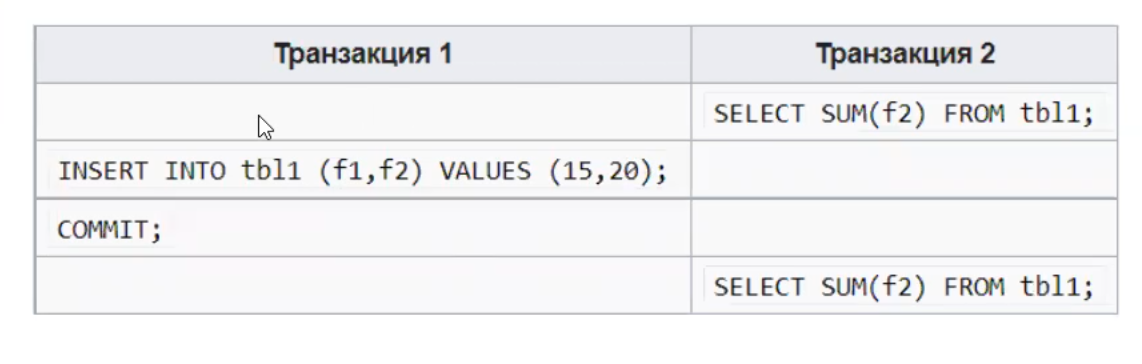 Транзакция 1 Транзакция 2
SELECT SUM(f2) FROM tbl1;
INSERT INTO tbl1 (f1,f2) VALUES (15,20);
COMMIT;
SELECT SUM(f2) FROM tbl1;